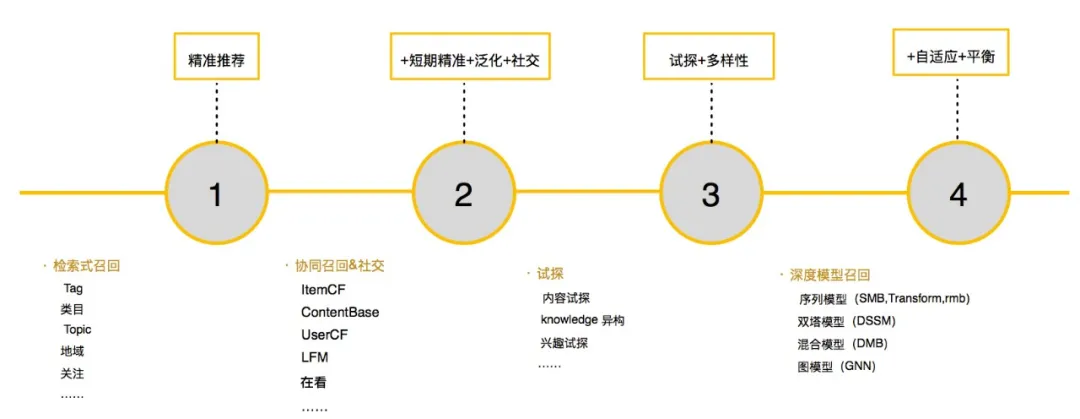 精准推荐
+短期精准+泛化+社交
试探+多样性
+自适应+平衡
1
2
3
4
· 检索式召回
Tag
类目
Topic
地域
关注
……
· 协同召回&社交
ItemCF
ContentBase
UserCF
LFM
在看
……
· 试探
内容试探
knowledge 异构
兴趣试探
……
· 深度模型召回
序列模型（SMB,Transform,rmb）
双塔模型（DSSM）
混合模型（DMB）
图模型（GNN）